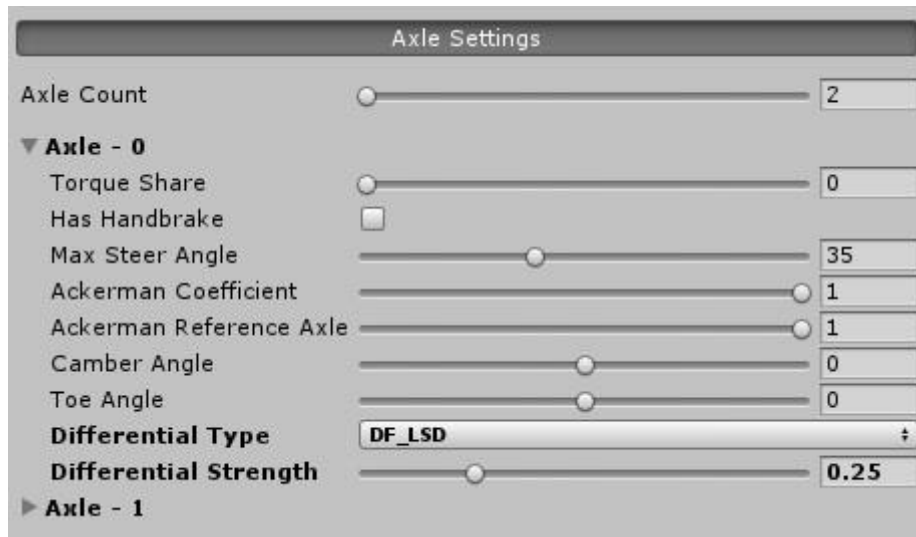 Axle Settings
Axle Count 2
Axle - 0
Torque Share 0
Has Handbrake
Max Steer Angle 35
Ackerman Coefficient 1
Ackerman Reference Axle 1
Camber Angle 0
Toe Angle 0
Differential Type DF_LSD
Differential Strength 0.25
Axle - 1